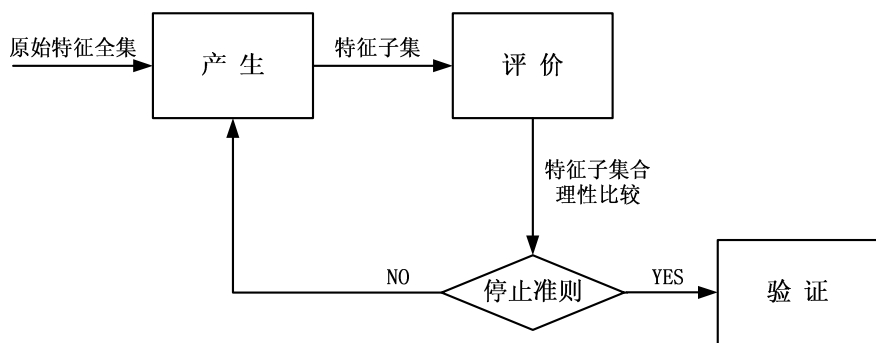 原始特征全集
产 生
特征子集
评 价
特征子集合
理性比较
NO
停止准则
YES
验 证